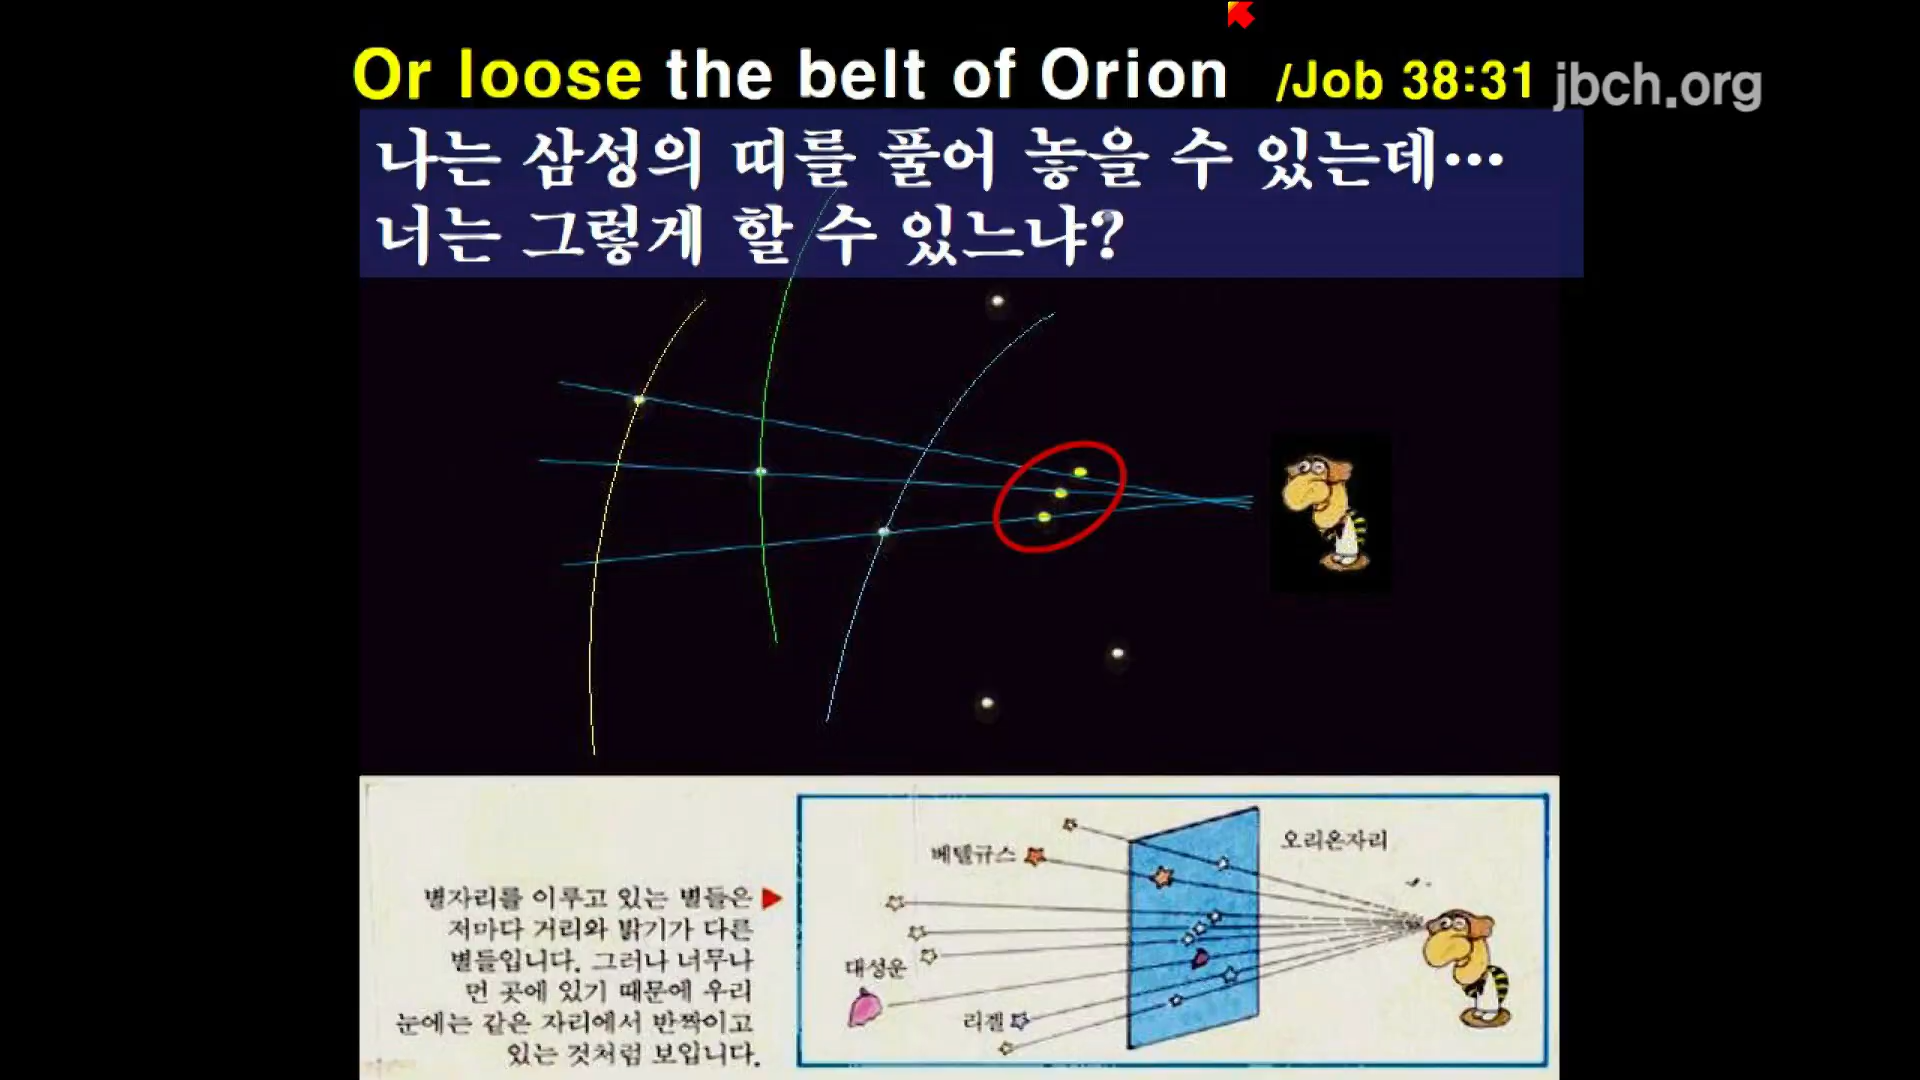 Or loose the belt of Orion /Job 38:31 jbch.org
나는 삼성의 띠를 풀어 놓을 수 있는데…
너는 그렇게 할 수 있느냐?
별자리를 이루고 있는 별들은
저마다 거리와 밝기가 다른
별들입니다. 그러나 너무나
먼 곳에 있기 때문에 우리
눈에는 같은 자리에서 반짝이고
있는 것처럼 보입니다.
오리온자리
베텔규스
대성운
리겔